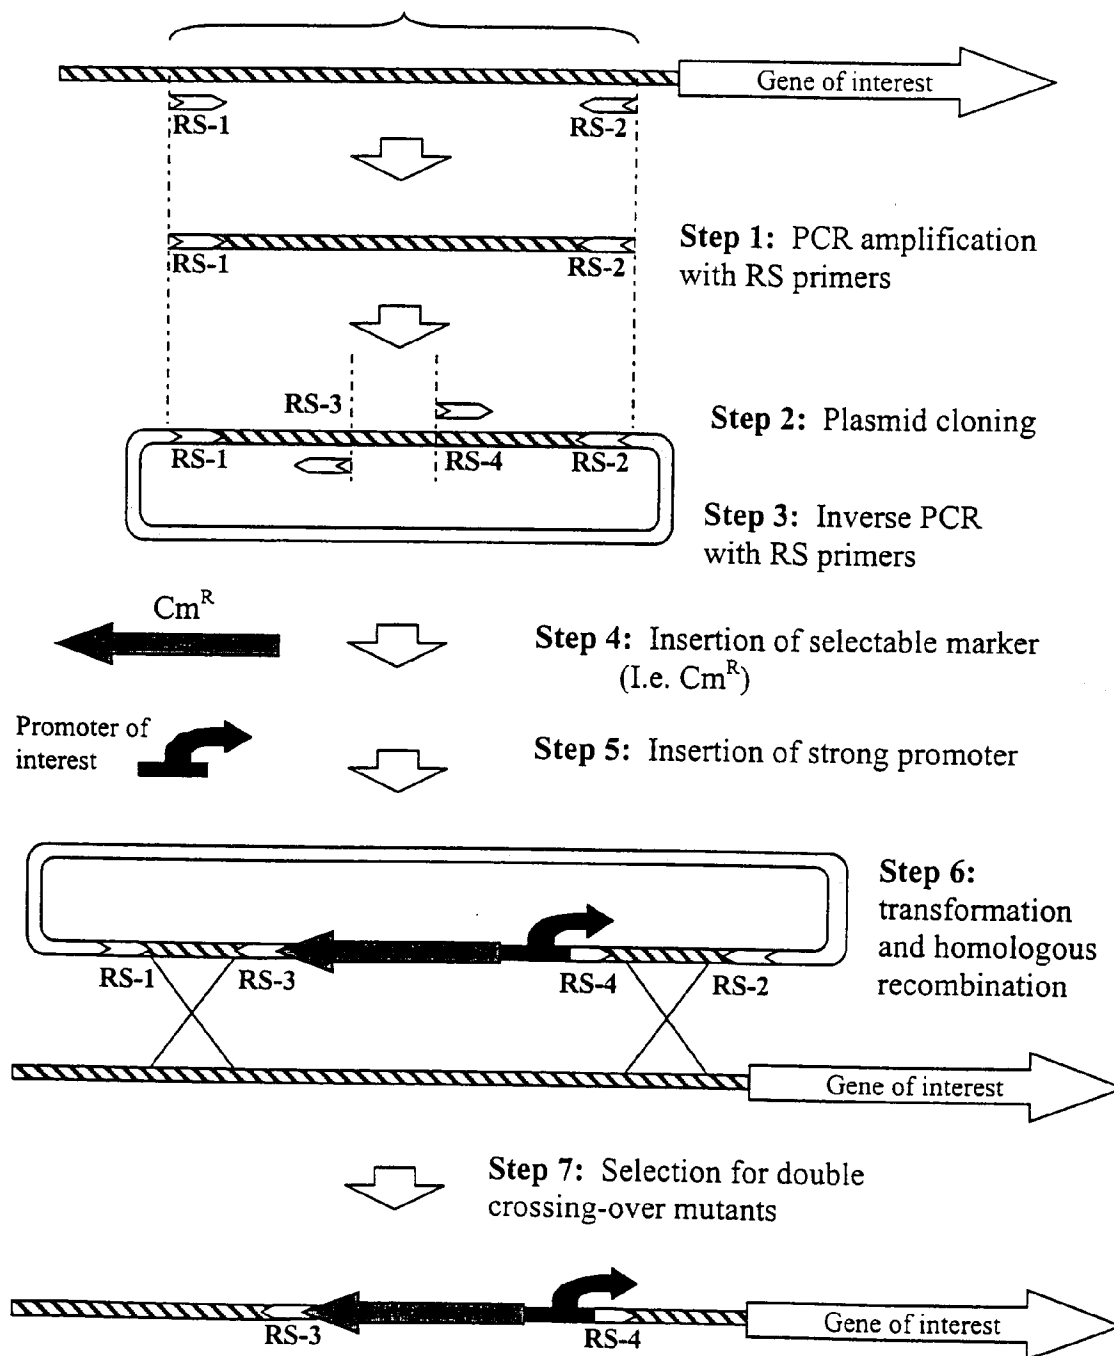 Gene of interest
RS-1
RS-2
RS-1
RS-2
Step 1: PCR amplification
with RS primers
RS-3
Step 2: Plasmid cloning
RS-1
RS-4
RS-2
Step 3: Inverse PCR
with RS primers
Cm^R
Step 4: Insertion of selectable marker
(I.e. Cm^R)
Promoter of
interest
Step 5: Insertion of strong promoter
Step 6:
transformation
and homologous
recombination
RS-1
RS-3
RS-4
RS-2
Gene of interest
Step 7: Selection for double
crossing-over mutants
RS-3
RS-4
Gene of interest